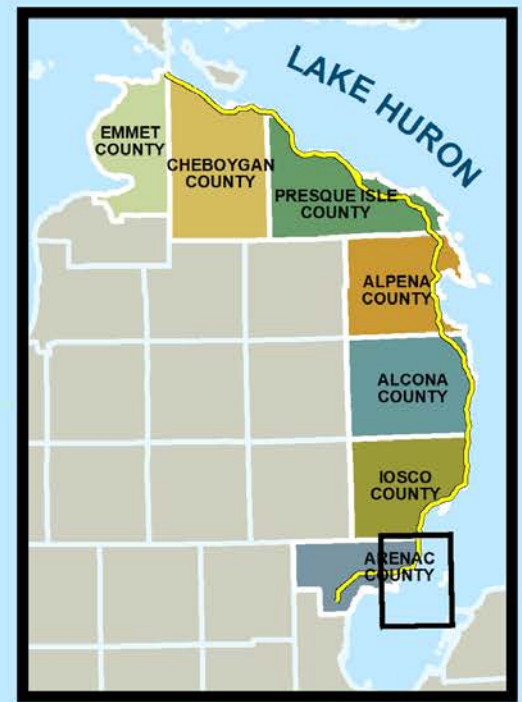 LAKE HURON
EMMET
COUNTY
CHEBOYGAN
COUNTY
PRESQUE ISLE
COUNTY
ALPENA
COUNTY
ALCONA
COUNTY
IOSCO
COUNTY
ARENAC
COUNTY